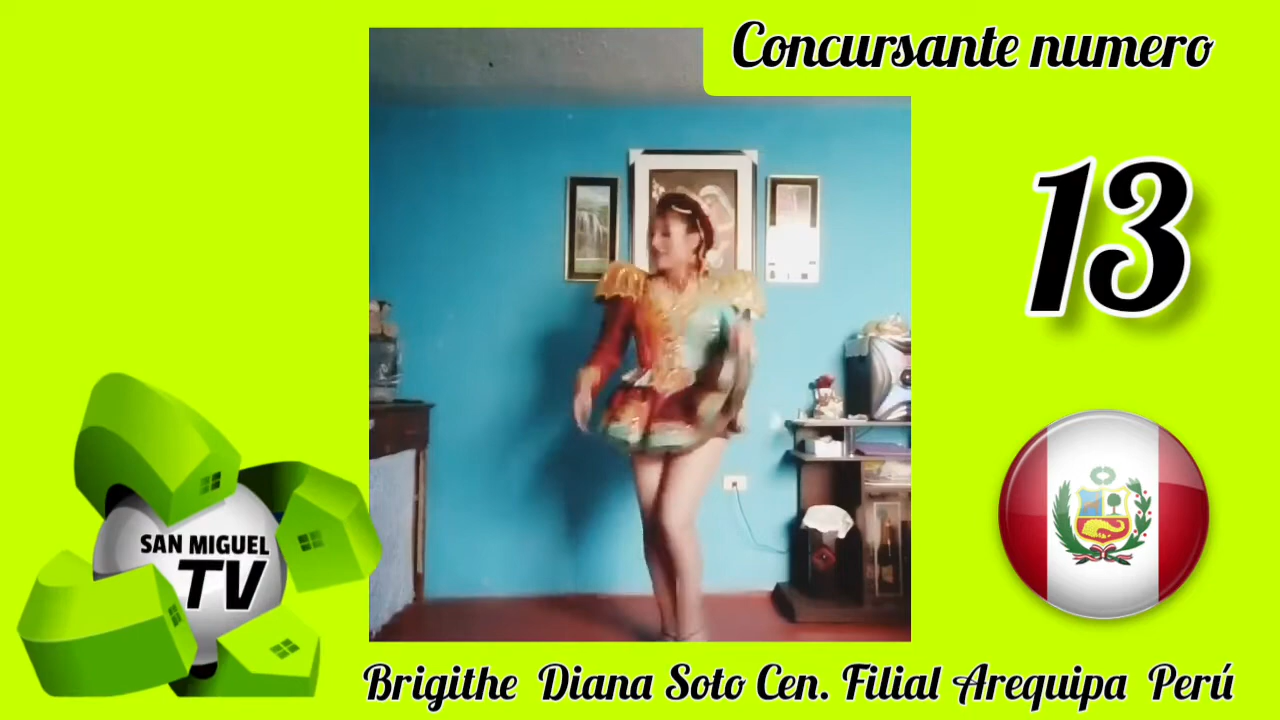 Concursante numero
13
SAN MIGUEL
TV
Brigithe Diana Soto Cen. Filial Arequipa Perú